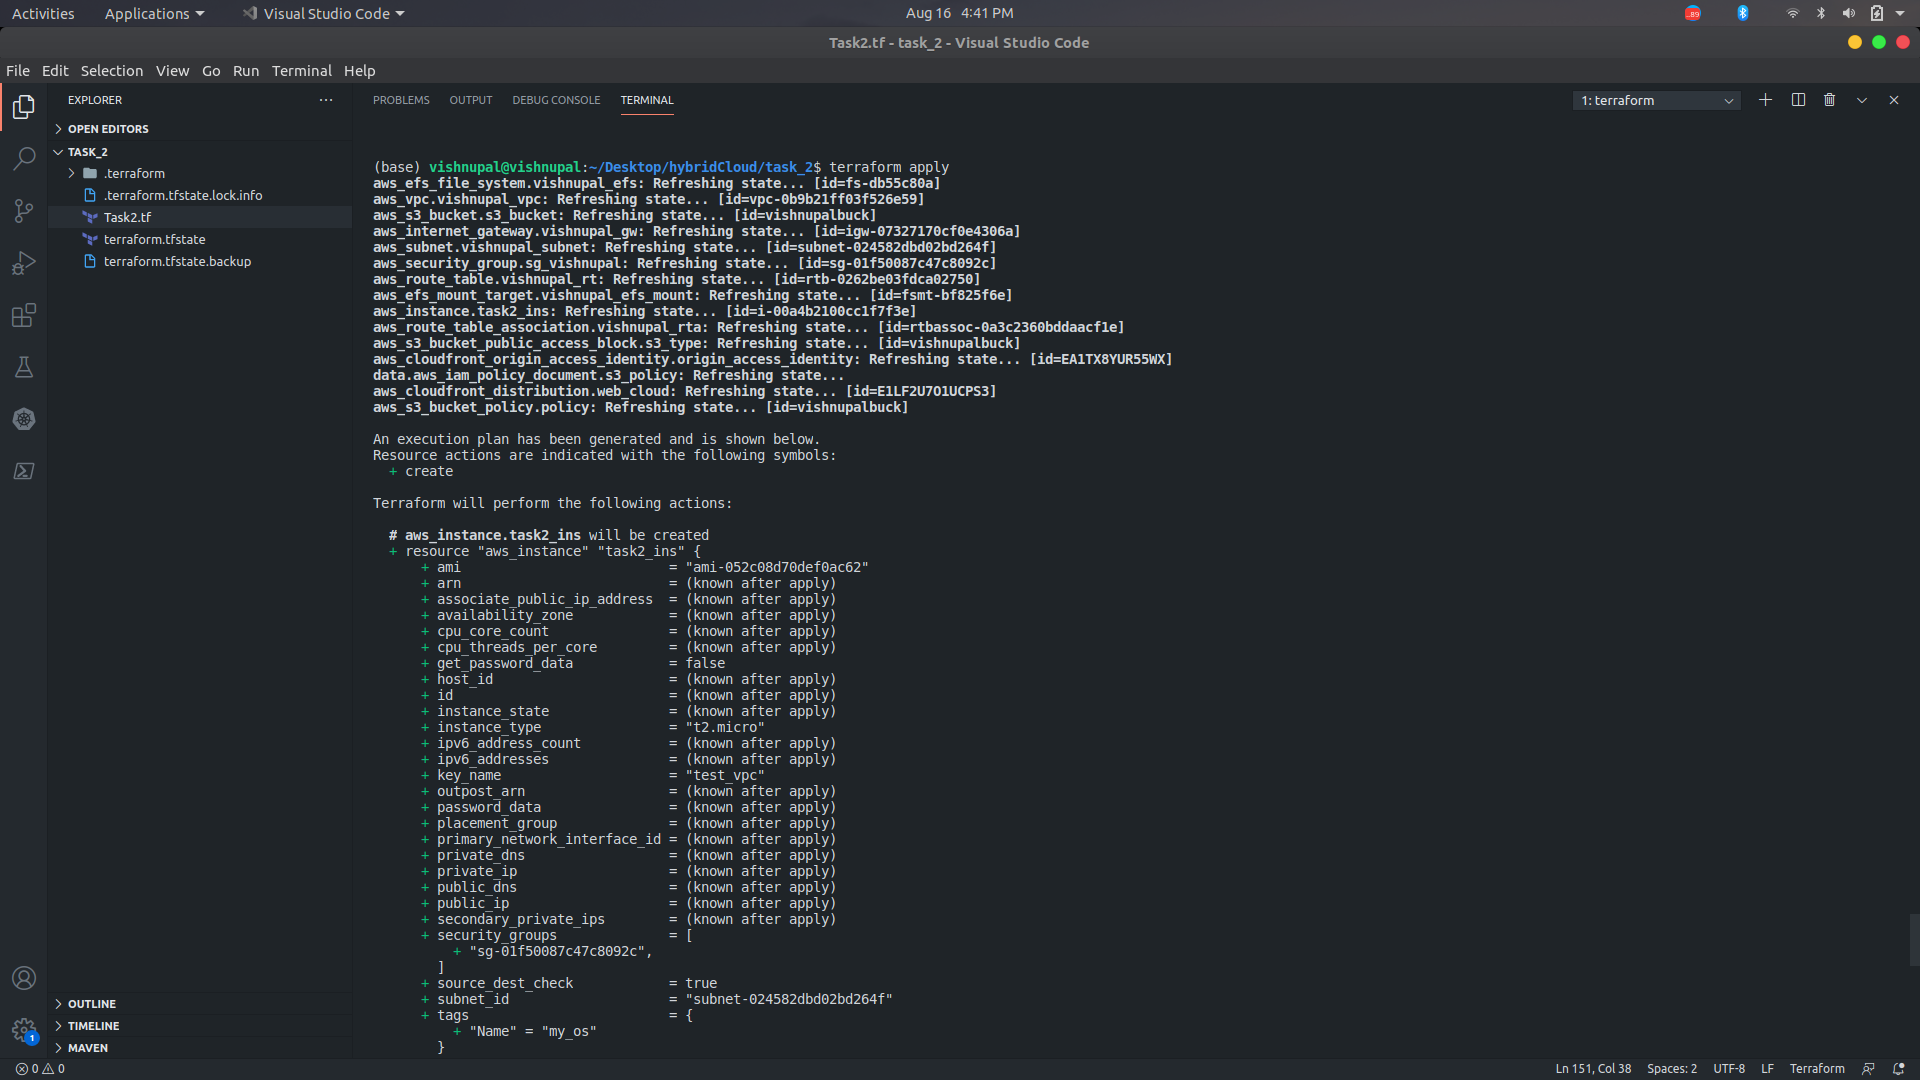 Activities Applications Visual Studio Code Aug 16 4:41 PM
Task2.tf - task_2 - Visual Studio Code
File Edit Selection View Go Run Terminal Help
EXPLORER
OPEN EDITORS
TASK_2
.terraform
.terraform.tfstate.lock.info
Task2.tf
terraform.tfstate
terraform.tfstate.backup
OUTLINE
TIMELINE
MAVEN
PROBLEMS OUTPUT DEBUG CONSOLE TERMINAL 1: terraform
(base) vishnupal@vishnupal:~/Desktop/hybridCloud/task_2$ terraform apply
aws_efs_file_system.vishnupal_efs: Refreshing state... [id=fs-db55c80a]
aws_vpc.vishnupal_vpc: Refreshing state... [id=vpc-0b9b21ff03f526e59]
aws_s3_bucket.s3_bucket: Refreshing state... [id=vishnupalbuck]
aws_internet_gateway.vishnupal_gw: Refreshing state... [id=igw-07327170cf0e4306a]
aws_subnet.vishnupal_subnet: Refreshing state... [id=subnet-024582dbd02bd264f]
aws_security_group.sg_vishnupal: Refreshing state... [id=sg-01f50087c47c8092c]
aws_route_table.vishnupal_rt: Refreshing state... [id=rtb-0262be03fdca02750]
aws_efs_mount_target.vishnupal_efs_mount: Refreshing state... [id=fsmt-bf825f6e]
aws_instance.task2_ins: Refreshing state... [id=i-00a4b2100cc1f7f3e]
aws_route_table_association.vishnupal_rta: Refreshing state... [id=rtbassoc-0a3c2360bddaacf1e]
aws_s3_bucket_public_access_block.s3_type: Refreshing state... [id=vishnupalbuck]
aws_cloudfront_origin_access_identity.origin_access_identity: Refreshing state... [id=EA1TX8YUR55WX]
data.aws_iam_policy_document.s3_policy: Refreshing state...
aws_cloudfront_distribution.web_cloud: Refreshing state... [id=E1LF2U7O1UCPS3]
aws_s3_bucket_policy.policy: Refreshing state... [id=vishnupalbuck]
An execution plan has been generated and is shown below.
Resource actions are indicated with the following symbols:
+ create
Terraform will perform the following actions:
# aws_instance.task2_ins will be created
+ resource "aws_instance" "task2_ins" {
+ ami = "ami-052c08d70def0ac62"
+ arn = (known after apply)
+ associate_public_ip_address = (known after apply)
+ availability_zone = (known after apply)
+ cpu_core_count = (known after apply)
+ cpu_threads_per_core = (known after apply)
+ get_password_data = false
+ host_id = (known after apply)
+ id = (known after apply)
+ instance_state = (known after apply)
+ instance_type = "t2.micro"
+ ipv6_address_count = (known after apply)
+ ipv6_addresses = (known after apply)
+ key_name = "test_vpc"
+ outpost_arn = (known after apply)
+ password_data = (known after apply)
+ placement_group = (known after apply)
+ primary_network_interface_id = (known after apply)
+ private_dns = (known after apply)
+ private_ip = (known after apply)
+ public_dns = (known after apply)
+ public_ip = (known after apply)
+ secondary_private_ips = (known after apply)
+ security_groups = [
+ "sg-01f50087c47c8092c",
]
+ source_dest_check = true
+ subnet_id = "subnet-024582dbd02bd264f"
+ tags = {
+ "Name" = "my_os"
}
1
0 0 Ln 151, Col 38 Spaces: 2 UTF-8 LF Terraform